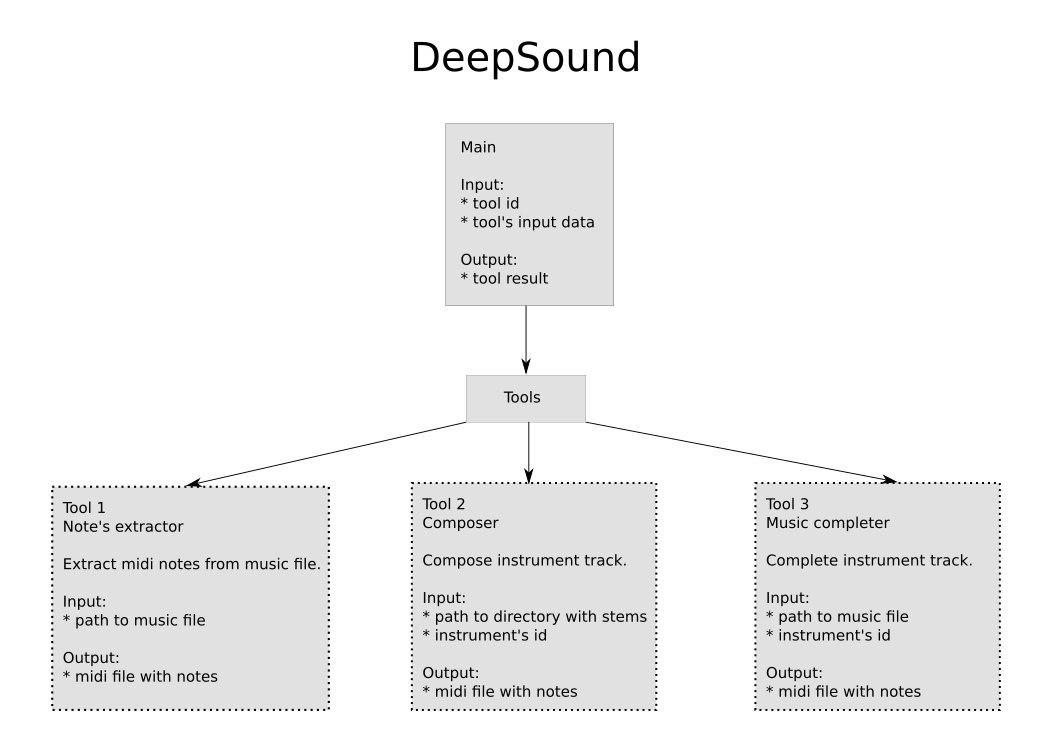 DeepSound
Main
Input:
* tool id
* tool's input data
Output:
* tool result
Tools
Tool 1
Note's extractor
Extract midi notes from music file.
Input:
* path to music file
Output:
* midi file with notes
Tool 2
Composer
Compose instrument track.
Input:
* path to directory with stems
* instrument's id
Output:
* midi file with notes
Tool 3
Music completer
Complete instrument track.
Input:
* path to music file
* instrument's id
Output:
* midi file with notes